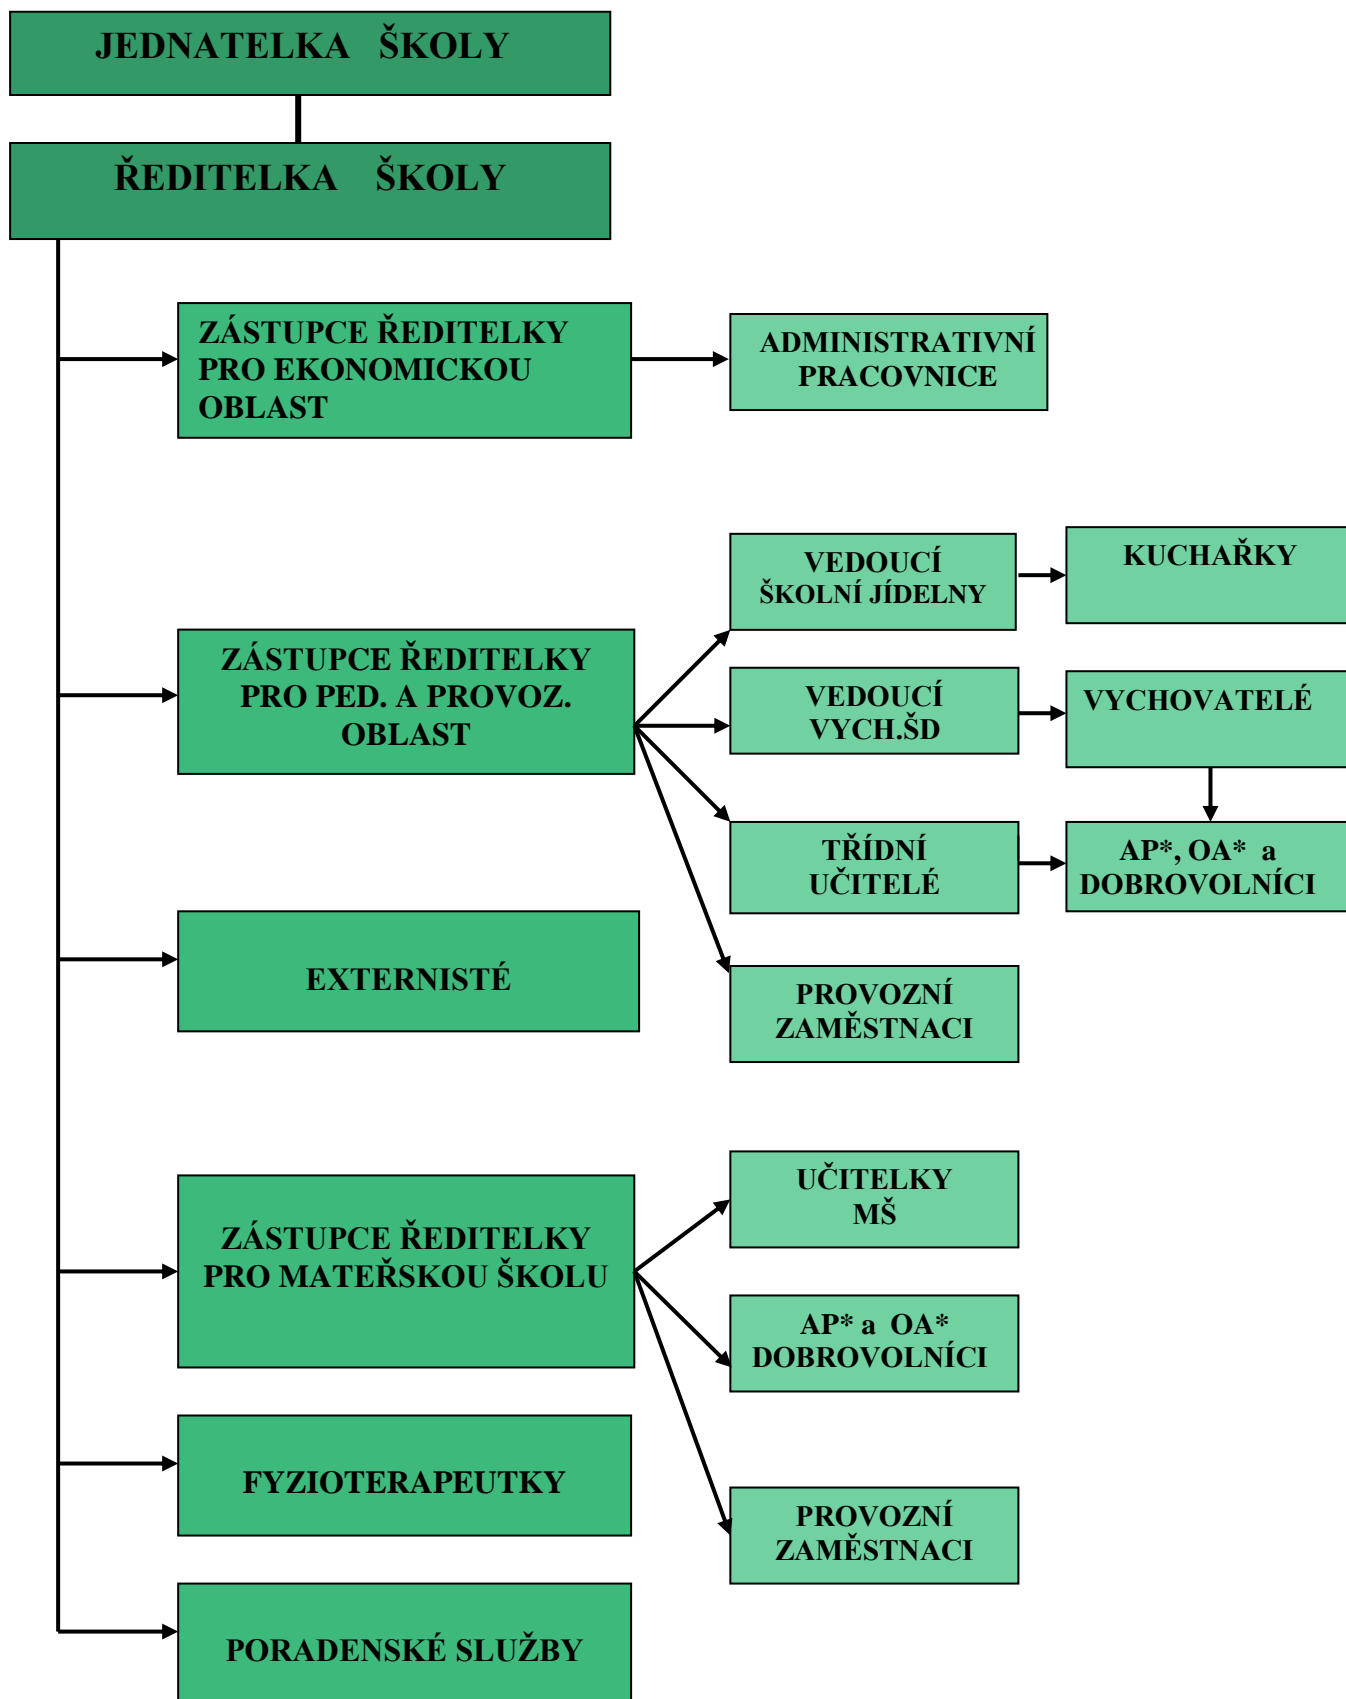 JEDNATELKA ŠKOLY
ŘEDITELKA ŠKOLY
ZÁSTUPCE ŘEDITELKY
PRO EKONOMICKOU
OBLAST
ADMINISTRATIVNÍ
PRACOVNICE
VEDOUCÍ
ŠKOLNÍ JÍDELNY
KUCHAŘKY
ZÁSTUPCE ŘEDITELKY
PRO PED. A PROVOZ.
OBLAST
VEDOUCÍ
VYCH.ŠD
VYCHOVATELÉ
TŘÍDNÍ
UČITELÉ
AP*, OA* a
DOBROVOLNÍCI
EXTERNISTÉ
PROVOZNÍ
ZAMĚSTNACI
ZÁSTUPCE ŘEDITELKY
PRO MATEŘSKOU ŠKOLU
UČITELKY
MŠ
AP* a OA*
DOBROVOLNÍCI
FYZIOTERAPEUTKY
PROVOZNÍ
ZAMĚSTNACI
PORADENSKÉ SLUŽBY